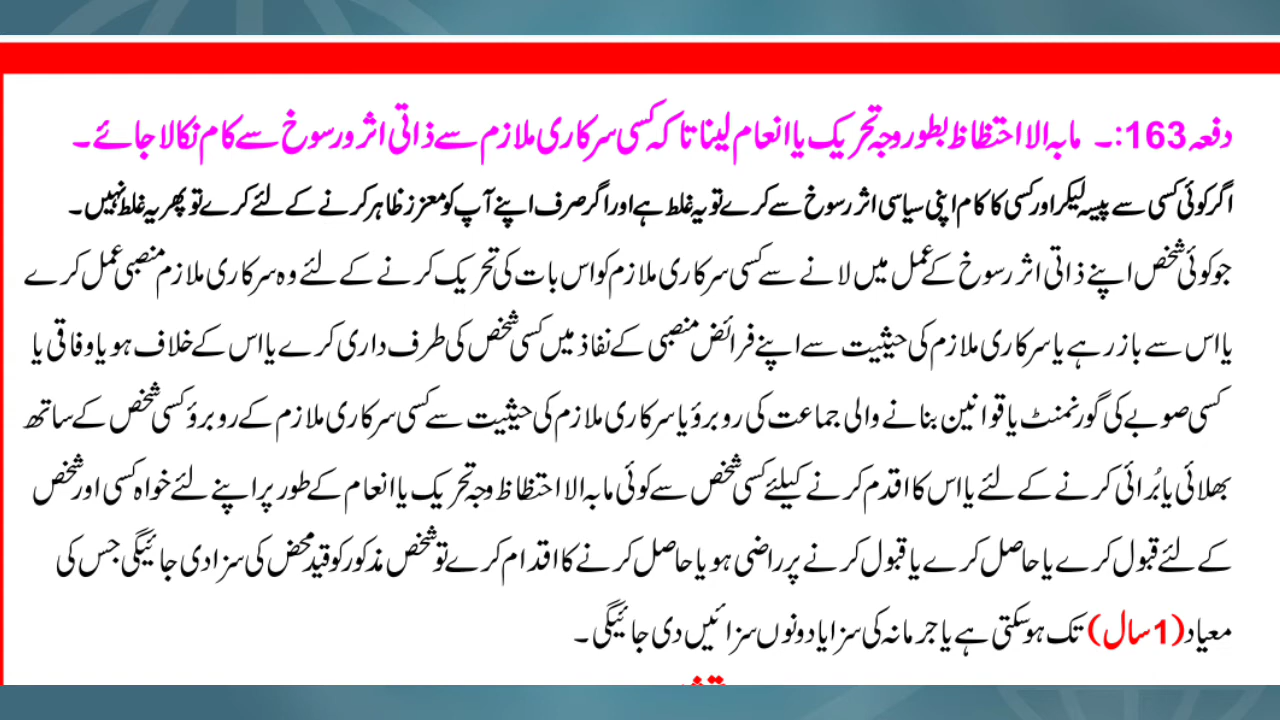 دفعہ 163:۔ مابہ الا احتظاظ بطور وجہ تحریک یا انعام لینا تا کہ کسی سرکاری ملازم سے ذاتی اثر ورسوخ سے کام نکالا جائے۔
اگر کوئی کسی سے پیسہ لیکر اور کسی کا کام اپنی سیاسی اثر رسوخ سے کرے تو یہ غلط ہے اور اگر صرف اپنے آپ کو معزز ظاہر کرنے کے لئے کرے تو پھر یہ غلط نہیں۔
جو کوئی شخص اپنے ذاتی اثر رسوخ کے عمل میں لانے سے کسی سرکاری ملازم کو اس بات کی تحریک کرنے کے لئے وہ سرکاری ملازم منصبی عمل کرے
یا اس سے باز رہے یا سرکاری ملازم کی حیثیت سے اپنے فرائض منصبی کے نفاذ میں کسی شخص کی طرف داری کرے یا اس کے خلاف ہو یا وفاقی یا
کسی صوبے کی گورنمنٹ یا قوانین بنانے والی جماعت کی روبرؤ یا سرکاری ملازم کی حیثیت سے کسی سرکاری ملازم کے روبرؤ کسی شخص کے ساتھ
بھلائی یا بُرائی کرنے کے لئے یا اس کا اقدم کرنے کیلئے کسی شخص سے کوئی مابہ الا احتظاظ وجہ تحریک یا انعام کے طور پر اپنے لئے خواہ کسی اور شخص
کے لئے قبول کرے یا حاصل کرے یا قبول کرنے پر راضی ہو یا حاصل کرنے کا اقدام کرے تو شخص مذکور کو قید محض کی سزا دی جائیگی جس کی
معیاد (1 سال) تک ہوسکتی ہے یا جرمانہ کی سزا یا دونوں سزائیں دی جائیگی۔